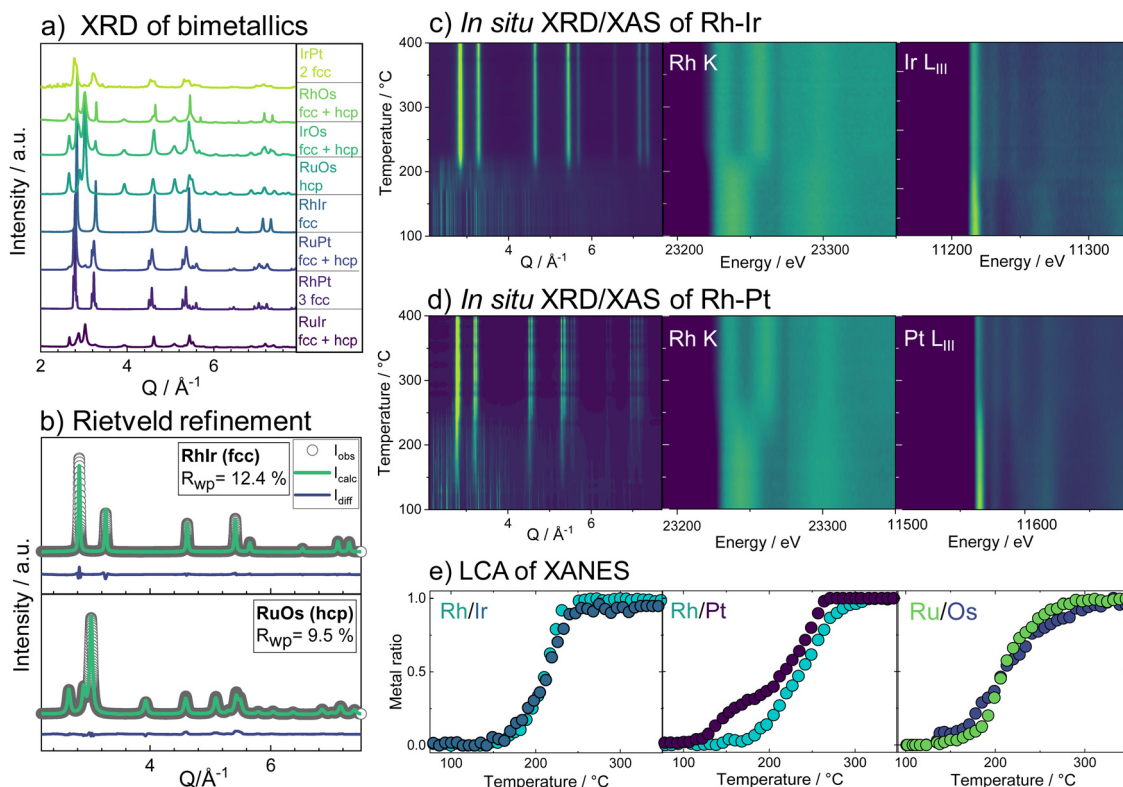 a) XRD of bimetallics
Intensity / a.u.
IrPt
2 fcc
RhOs
fcc + hcp
IrOs
fcc + hcp
RuOs
hcp
RhIr
fcc
RuPt
fcc + hcp
RhPt
3 fcc
RuIr
fcc + hcp
2 4 6
Q / Å-1
b) Rietveld refinement
Intensity / a.u.
RhIr (fcc)
Rwp= 12.4 %
Iobs
Icalc
Idiff
RuOs (hcp)
Rwp= 9.5 %
4 6
Q/Å-1
c) In situ XRD/XAS of Rh-Ir
Temperature / °C
400
300
200
100
Rh K
Ir LIII
4 6
Q / Å-1
23200 23300
Energy / eV
11200 11300
Energy / eV
d) In situ XRD/XAS of Rh-Pt
Temperature / °C
400
300
200
100
Rh K
Pt LIII
4 6
Q / Å-1
23200 23300
Energy / eV
11500 11600
Energy / eV
e) LCA of XANES
Metal ratio
1.0
0.5
0.0
Rh/Ir
Rh/Pt
Ru/Os
100 200 300
Temperature / °C
100 200 300
Temperature / °C
100 200 300
Temperature / °C